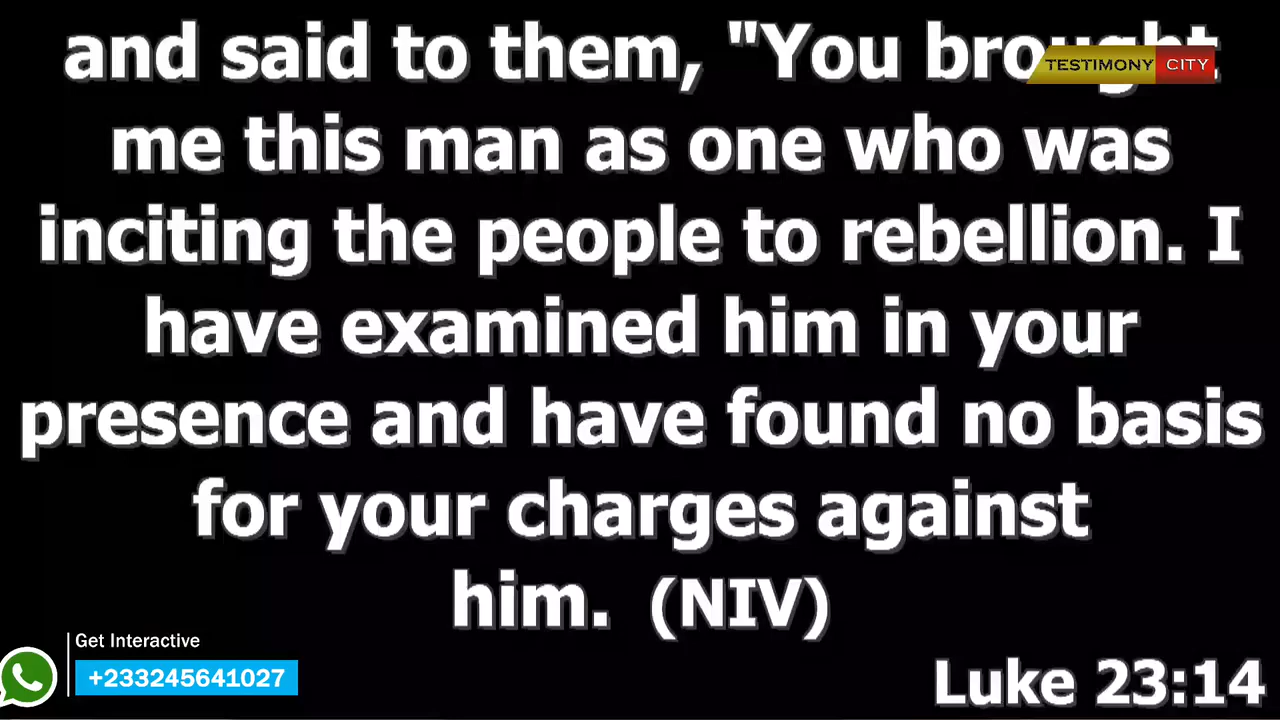 and said to them, "You brought
TESTIMONY CITY
me this man as one who was
inciting the people to rebellion. I
have examined him in your
presence and have found no basis
for your charges against
him. (NIV)
Get Interactive
+233245641027
Luke 23:14